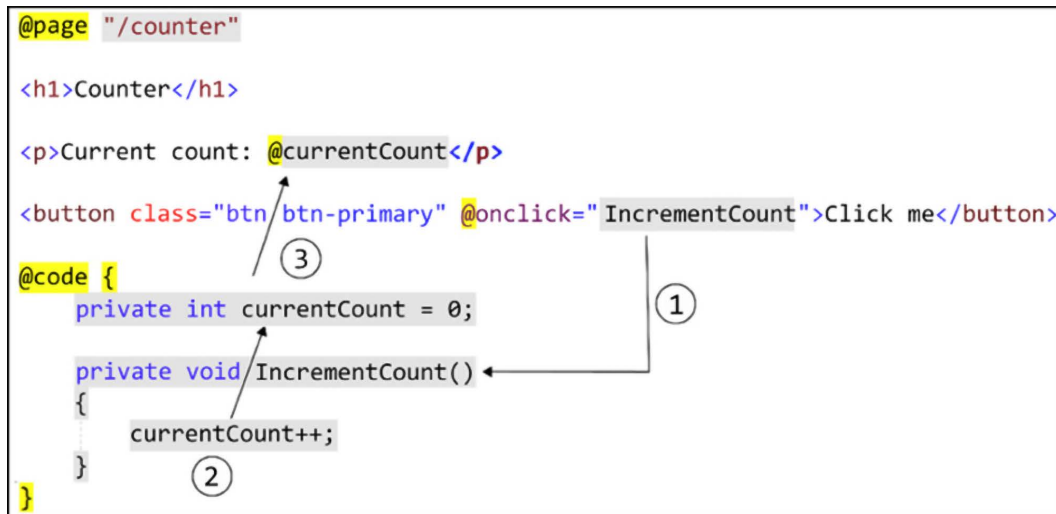 @page "/counter"
<h1>Counter</h1>
<p>Current count: @currentCount</p>
<button class="btn btn-primary" @onclick=" IncrementCount">Click me</button>
③
@code {
private int currentCount = 0;
①
private void IncrementCount()
{
currentCount++;
}
②
}